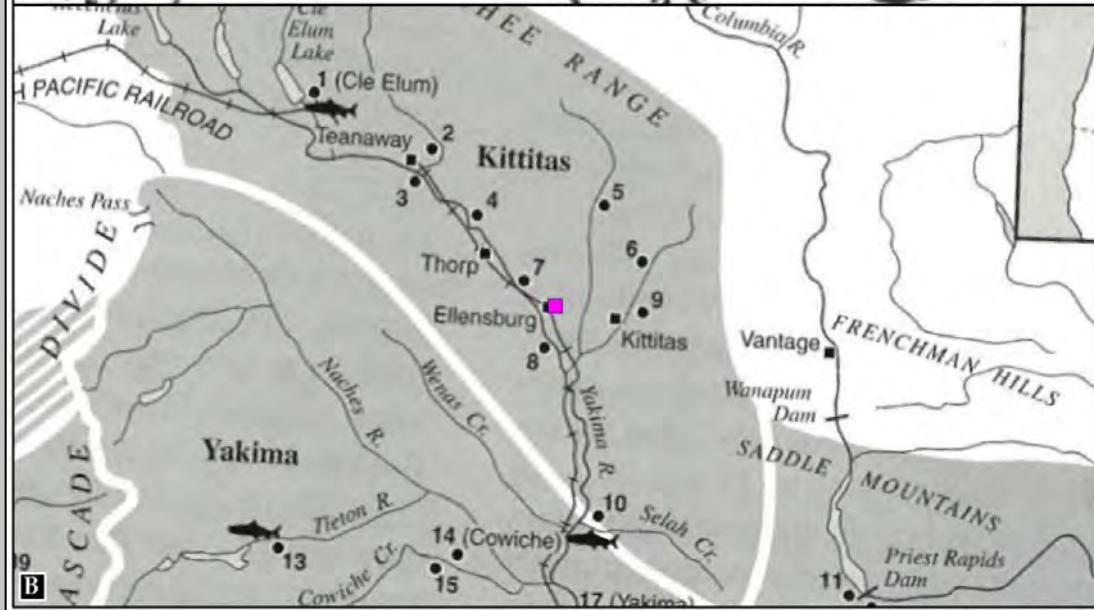 Lake
Cle
Elum
Lake
HEE RANGE
Columbia R.
1 (Cle Elum)
PACIFIC RAILROAD
Teanaway
2
Kittitas
3
4
5
Naches Pass
Thorp
7
6
Ellensburg
9
Kittitas
8
DIVIDE
Vantage
FRENCHMAN HILLS
Wanapum
Dam
Naches
R.
Wenas Cr.
Yakima R.
Yakima
SADDLE MOUNTAINS
ASCADE
10
Selah Cr.
Tieton R.
14 (Cowiche)
13
15
Cowiche Cr.
Priest Rapids
Dam
11
17 (Yakima)
B